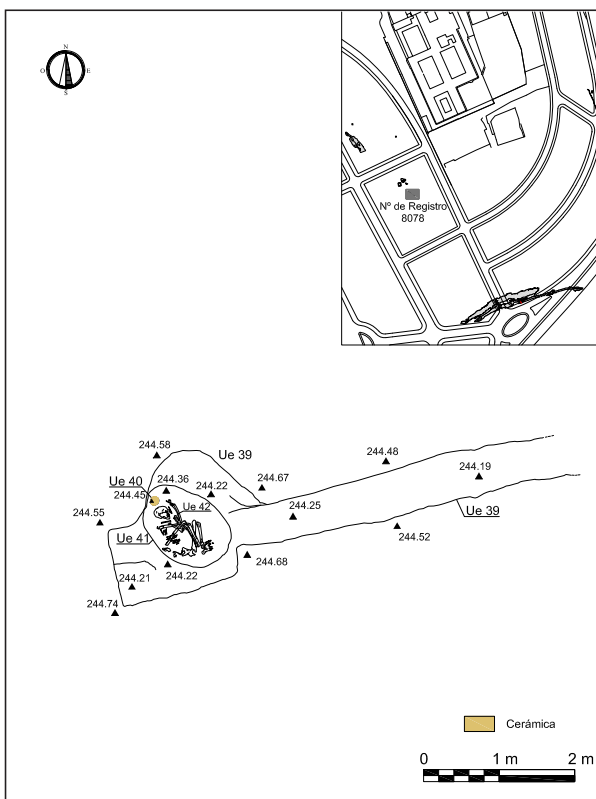 N
O E
S
Nº de Registro
8078
244.58
Ue 39
244.48
Ue 40
244.36
244.67
244.19
244.45
244.22
Ue 42
244.55
244.25
Ue 39
Ue 41
244.52
244.22
244.68
244.21
244.74
Cerámica
0 1 m 2 m